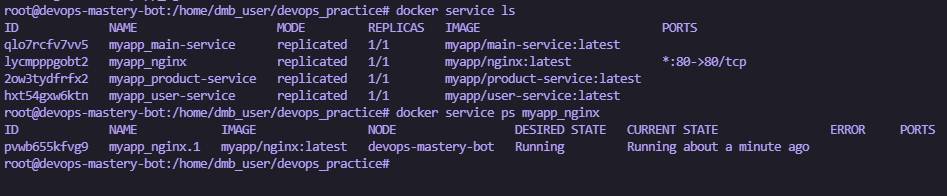 root@devops-mastery-bot:/home/dmb_user/devops_practice# docker service ls
ID NAME MODE REPLICAS IMAGE PORTS
qlo7rcfv7vv5 myapp_main-service replicated 1/1 myapp/main-service:latest
lycmpppgobt2 myapp_nginx replicated 1/1 myapp/nginx:latest *:80->80/tcp
2ow3tydfrfx2 myapp_product-service replicated 1/1 myapp/product-service:latest
hxt54gxw6ktn myapp_user-service replicated 1/1 myapp/user-service:latest
root@devops-mastery-bot:/home/dmb_user/devops_practice# docker service ps myapp_nginx
ID NAME IMAGE NODE DESIRED STATE CURRENT STATE ERROR PORTS
pvwb655kfvg9 myapp_nginx.1 myapp/nginx:latest devops-mastery-bot Running Running about a minute ago
root@devops-mastery-bot:/home/dmb_user/devops_practice#